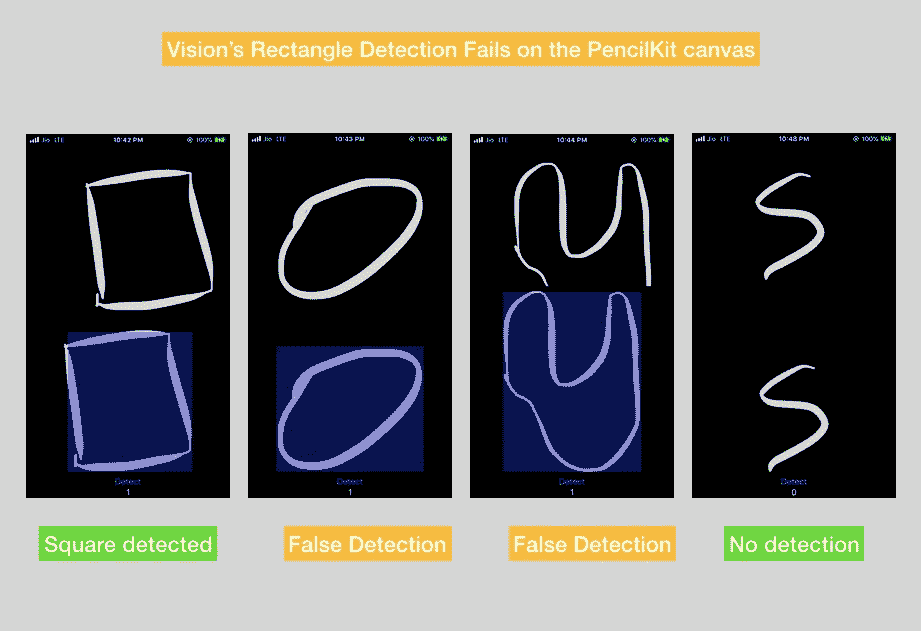 Vision's Rectangle Detection Fails on the PencilKit canvas
Jio LTE 10:42 PM 100%
Jio LTE 10:43 PM 100%
Jio LTE 10:44 PM 100%
Jio LTE 10:48 PM 100%
Detect
1
Detect
1
Detect
1
Detect
0
Square detected
False Detection
False Detection
No detection